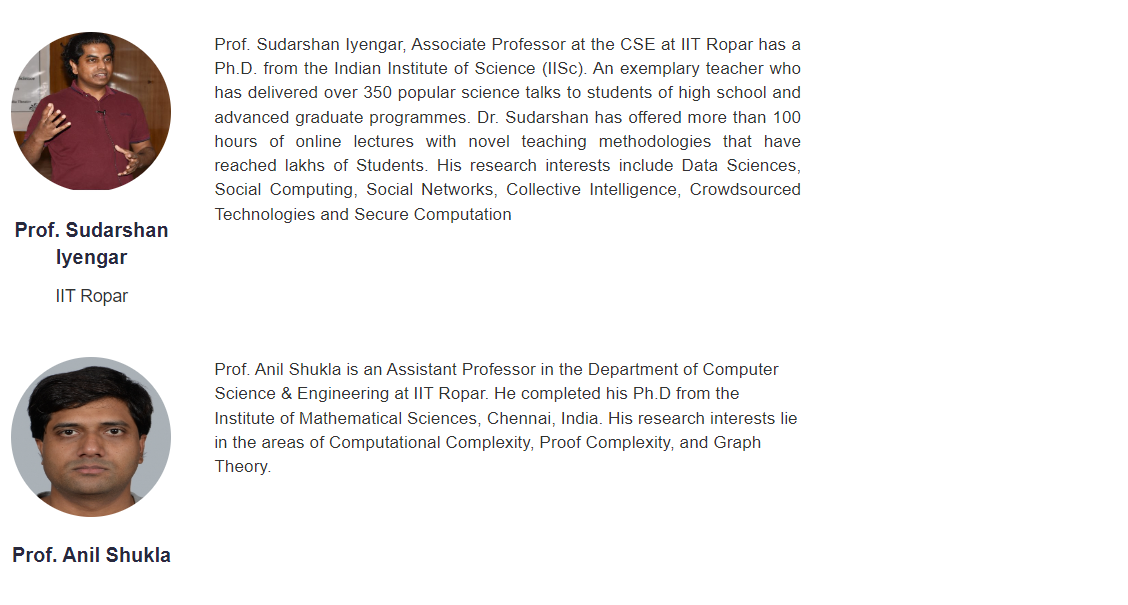 Prof. Sudarshan Iyengar, Associate Professor at the CSE at IIT Ropar has a
Ph.D. from the Indian Institute of Science (IISc). An exemplary teacher who
has delivered over 350 popular science talks to students of high school and
advanced graduate programmes. Dr. Sudarshan has offered more than 100
hours of online lectures with novel teaching methodologies that have
reached lakhs of Students. His research interests include Data Sciences,
Social Computing, Social Networks, Collective Intelligence, Crowdsourced
Technologies and Secure Computation
Prof. Sudarshan
Iyengar
IIT Ropar
Prof. Anil Shukla is an Assistant Professor in the Department of Computer
Science & Engineering at IIT Ropar. He completed his Ph.D from the
Institute of Mathematical Sciences, Chennai, India. His research interests lie
in the areas of Computational Complexity, Proof Complexity, and Graph
Theory.
Prof. Anil Shukla